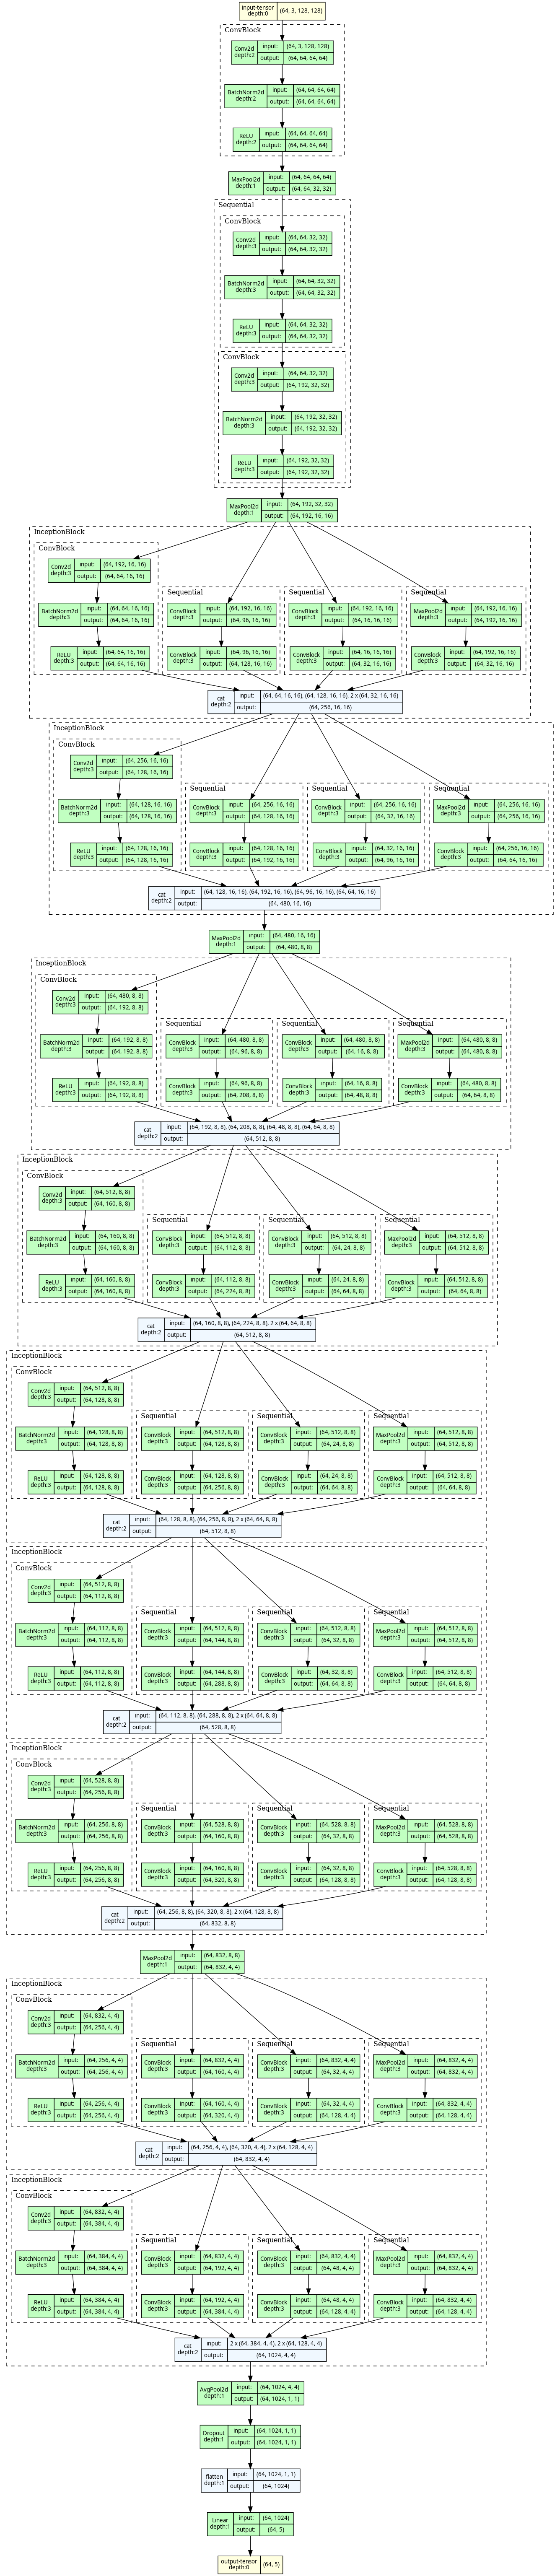 input-tensor
depth:0
(64, 3, 128, 128)
ConvBlock
Conv2d input: (64, 3, 128, 128)
depth:2 output: (64, 64, 64, 64)
BatchNorm2d input: (64, 64, 64, 64)
depth:2 output: (64, 64, 64, 64)
ReLU input: (64, 64, 64, 64)
depth:2 output: (64, 64, 64, 64)
MaxPool2d input: (64, 64, 64, 64)
depth:1 output: (64, 64, 32, 32)
Sequential
ConvBlock
Conv2d input: (64, 64, 32, 32)
depth:3 output: (64, 64, 32, 32)
BatchNorm2d input: (64, 64, 32, 32)
depth:3 output: (64, 64, 32, 32)
ReLU input: (64, 64, 32, 32)
depth:3 output: (64, 64, 32, 32)
ConvBlock
Conv2d input: (64, 64, 32, 32)
depth:3 output: (64, 192, 32, 32)
BatchNorm2d input: (64, 192, 32, 32)
depth:3 output: (64, 192, 32, 32)
ReLU input: (64, 192, 32, 32)
depth:3 output: (64, 192, 32, 32)
MaxPool2d input: (64, 192, 32, 32)
depth:1 output: (64, 192, 16, 16)
InceptionBlock
ConvBlock
Conv2d input: (64, 192, 16, 16)
depth:3 output: (64, 64, 16, 16)
BatchNorm2d input: (64, 64, 16, 16)
depth:3 output: (64, 64, 16, 16)
ReLU input: (64, 64, 16, 16)
depth:3 output: (64, 64, 16, 16)
Sequential
ConvBlock input: (64, 192, 16, 16)
depth:3 output: (64, 96, 16, 16)
ConvBlock input: (64, 96, 16, 16)
depth:3 output: (64, 128, 16, 16)
Sequential
ConvBlock input: (64, 192, 16, 16)
depth:3 output: (64, 16, 16, 16)
ConvBlock input: (64, 16, 16, 16)
depth:3 output: (64, 32, 16, 16)
Sequential
MaxPool2d input: (64, 192, 16, 16)
depth:3 output: (64, 192, 16, 16)
ConvBlock input: (64, 192, 16, 16)
depth:3 output: (64, 32, 16, 16)
cat input: (64, 64, 16, 16), (64, 128, 16, 16), 2 x (64, 32, 16, 16)
depth:2 output: (64, 256, 16, 16)
InceptionBlock
ConvBlock
Conv2d input: (64, 256, 16, 16)
depth:3 output: (64, 128, 16, 16)
BatchNorm2d input: (64, 128, 16, 16)
depth:3 output: (64, 128, 16, 16)
ReLU input: (64, 128, 16, 16)
depth:3 output: (64, 128, 16, 16)
Sequential
ConvBlock input: (64, 256, 16, 16)
depth:3 output: (64, 128, 16, 16)
ConvBlock input: (64, 128, 16, 16)
depth:3 output: (64, 192, 16, 16)
Sequential
ConvBlock input: (64, 256, 16, 16)
depth:3 output: (64, 32, 16, 16)
ConvBlock input: (64, 32, 16, 16)
depth:3 output: (64, 96, 16, 16)
Sequential
MaxPool2d input: (64, 256, 16, 16)
depth:3 output: (64, 256, 16, 16)
ConvBlock input: (64, 256, 16, 16)
depth:3 output: (64, 64, 16, 16)
cat input: (64, 128, 16, 16), (64, 192, 16, 16), (64, 96, 16, 16), (64, 64, 16, 16)
depth:2 output: (64, 480, 16, 16)
MaxPool2d input: (64, 480, 16, 16)
depth:1 output: (64, 480, 8, 8)
InceptionBlock
ConvBlock
Conv2d input: (64, 480, 8, 8)
depth:3 output: (64, 192, 8, 8)
BatchNorm2d input: (64, 192, 8, 8)
depth:3 output: (64, 192, 8, 8)
ReLU input: (64, 192, 8, 8)
depth:3 output: (64, 192, 8, 8)
Sequential
ConvBlock input: (64, 480, 8, 8)
depth:3 output: (64, 96, 8, 8)
ConvBlock input: (64, 96, 8, 8)
depth:3 output: (64, 208, 8, 8)
Sequential
ConvBlock input: (64, 480, 8, 8)
depth:3 output: (64, 16, 8, 8)
ConvBlock input: (64, 16, 8, 8)
depth:3 output: (64, 48, 8, 8)
Sequential
MaxPool2d input: (64, 480, 8, 8)
depth:3 output: (64, 480, 8, 8)
ConvBlock input: (64, 480, 8, 8)
depth:3 output: (64, 64, 8, 8)
cat input: (64, 192, 8, 8), (64, 208, 8, 8), (64, 48, 8, 8), (64, 64, 8, 8)
depth:2 output: (64, 512, 8, 8)
InceptionBlock
ConvBlock
Conv2d input: (64, 512, 8, 8)
depth:3 output: (64, 160, 8, 8)
BatchNorm2d input: (64, 160, 8, 8)
depth:3 output: (64, 160, 8, 8)
ReLU input: (64, 160, 8, 8)
depth:3 output: (64, 160, 8, 8)
Sequential
ConvBlock input: (64, 512, 8, 8)
depth:3 output: (64, 112, 8, 8)
ConvBlock input: (64, 112, 8, 8)
depth:3 output: (64, 224, 8, 8)
Sequential
ConvBlock input: (64, 512, 8, 8)
depth:3 output: (64, 24, 8, 8)
ConvBlock input: (64, 24, 8, 8)
depth:3 output: (64, 64, 8, 8)
Sequential
MaxPool2d input: (64, 512, 8, 8)
depth:3 output: (64, 512, 8, 8)
ConvBlock input: (64, 512, 8, 8)
depth:3 output: (64, 64, 8, 8)
cat input: (64, 160, 8, 8), (64, 224, 8, 8), 2 x (64, 64, 8, 8)
depth:2 output: (64, 512, 8, 8)
InceptionBlock
ConvBlock
Conv2d input: (64, 512, 8, 8)
depth:3 output: (64, 128, 8, 8)
BatchNorm2d input: (64, 128, 8, 8)
depth:3 output: (64, 128, 8, 8)
ReLU input: (64, 128, 8, 8)
depth:3 output: (64, 128, 8, 8)
Sequential
ConvBlock input: (64, 512, 8, 8)
depth:3 output: (64, 128, 8, 8)
ConvBlock input: (64, 128, 8, 8)
depth:3 output: (64, 256, 8, 8)
Sequential
ConvBlock input: (64, 512, 8, 8)
depth:3 output: (64, 24, 8, 8)
ConvBlock input: (64, 24, 8, 8)
depth:3 output: (64, 64, 8, 8)
Sequential
MaxPool2d input: (64, 512, 8, 8)
depth:3 output: (64, 512, 8, 8)
ConvBlock input: (64, 512, 8, 8)
depth:3 output: (64, 64, 8, 8)
cat input: (64, 128, 8, 8), (64, 256, 8, 8), 2 x (64, 64, 8, 8)
depth:2 output: (64, 512, 8, 8)
InceptionBlock
ConvBlock
Conv2d input: (64, 512, 8, 8)
depth:3 output: (64, 112, 8, 8)
BatchNorm2d input: (64, 112, 8, 8)
depth:3 output: (64, 112, 8, 8)
ReLU input: (64, 112, 8, 8)
depth:3 output: (64, 112, 8, 8)
Sequential
ConvBlock input: (64, 512, 8, 8)
depth:3 output: (64, 144, 8, 8)
ConvBlock input: (64, 144, 8, 8)
depth:3 output: (64, 288, 8, 8)
Sequential
ConvBlock input: (64, 512, 8, 8)
depth:3 output: (64, 32, 8, 8)
ConvBlock input: (64, 32, 8, 8)
depth:3 output: (64, 64, 8, 8)
Sequential
MaxPool2d input: (64, 512, 8, 8)
depth:3 output: (64, 512, 8, 8)
ConvBlock input: (64, 512, 8, 8)
depth:3 output: (64, 64, 8, 8)
cat input: (64, 112, 8, 8), (64, 288, 8, 8), 2 x (64, 64, 8, 8)
depth:2 output: (64, 528, 8, 8)
InceptionBlock
ConvBlock
Conv2d input: (64, 528, 8, 8)
depth:3 output: (64, 256, 8, 8)
BatchNorm2d input: (64, 256, 8, 8)
depth:3 output: (64, 256, 8, 8)
ReLU input: (64, 256, 8, 8)
depth:3 output: (64, 256, 8, 8)
Sequential
ConvBlock input: (64, 528, 8, 8)
depth:3 output: (64, 160, 8, 8)
ConvBlock input: (64, 160, 8, 8)
depth:3 output: (64, 320, 8, 8)
Sequential
ConvBlock input: (64, 528, 8, 8)
depth:3 output: (64, 32, 8, 8)
ConvBlock input: (64, 32, 8, 8)
depth:3 output: (64, 128, 8, 8)
Sequential
MaxPool2d input: (64, 528, 8, 8)
depth:3 output: (64, 528, 8, 8)
ConvBlock input: (64, 528, 8, 8)
depth:3 output: (64, 128, 8, 8)
cat input: (64, 256, 8, 8), (64, 320, 8, 8), 2 x (64, 128, 8, 8)
depth:2 output: (64, 832, 8, 8)
MaxPool2d input: (64, 832, 8, 8)
depth:1 output: (64, 832, 4, 4)
InceptionBlock
ConvBlock
Conv2d input: (64, 832, 4, 4)
depth:3 output: (64, 256, 4, 4)
BatchNorm2d input: (64, 256, 4, 4)
depth:3 output: (64, 256, 4, 4)
ReLU input: (64, 256, 4, 4)
depth:3 output: (64, 256, 4, 4)
Sequential
ConvBlock input: (64, 832, 4, 4)
depth:3 output: (64, 160, 4, 4)
ConvBlock input: (64, 160, 4, 4)
depth:3 output: (64, 320, 4, 4)
Sequential
ConvBlock input: (64, 832, 4, 4)
depth:3 output: (64, 32, 4, 4)
ConvBlock input: (64, 32, 4, 4)
depth:3 output: (64, 128, 4, 4)
Sequential
MaxPool2d input: (64, 832, 4, 4)
depth:3 output: (64, 832, 4, 4)
ConvBlock input: (64, 832, 4, 4)
depth:3 output: (64, 128, 4, 4)
cat input: (64, 256, 4, 4), (64, 320, 4, 4), 2 x (64, 128, 4, 4)
depth:2 output: (64, 832, 4, 4)
InceptionBlock
ConvBlock
Conv2d input: (64, 832, 4, 4)
depth:3 output: (64, 384, 4, 4)
BatchNorm2d input: (64, 384, 4, 4)
depth:3 output: (64, 384, 4, 4)
ReLU input: (64, 384, 4, 4)
depth:3 output: (64, 384, 4, 4)
Sequential
ConvBlock input: (64, 832, 4, 4)
depth:3 output: (64, 192, 4, 4)
ConvBlock input: (64, 192, 4, 4)
depth:3 output: (64, 384, 4, 4)
Sequential
ConvBlock input: (64, 832, 4, 4)
depth:3 output: (64, 48, 4, 4)
ConvBlock input: (64, 48, 4, 4)
depth:3 output: (64, 128, 4, 4)
Sequential
MaxPool2d input: (64, 832, 4, 4)
depth:3 output: (64, 832, 4, 4)
ConvBlock input: (64, 832, 4, 4)
depth:3 output: (64, 128, 4, 4)
cat input: 2 x (64, 384, 4, 4), 2 x (64, 128, 4, 4)
depth:2 output: (64, 1024, 4, 4)
AvgPool2d input: (64, 1024, 4, 4)
depth:1 output: (64, 1024, 1, 1)
Dropout input: (64, 1024, 1, 1)
depth:1 output: (64, 1024, 1, 1)
flatten input: (64, 1024, 1, 1)
depth:1 output: (64, 1024)
Linear input: (64, 1024)
depth:1 output: (64, 5)
output-tensor
depth:0
(64, 5)